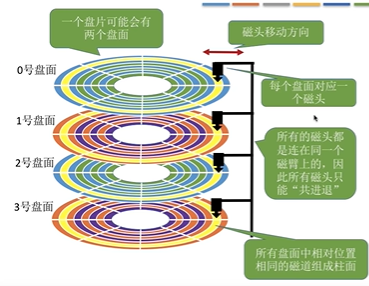 一个盘片可能会有
两个盘面
磁头移动方向
0号盘面
每个盘面对应一
个磁头
1号盘面
所有的磁头都
是连在同一个
磁臂上的，因
此所有磁头只
能“共进退”
2号盘面
3号盘面
所有盘面中相对位置
相同的磁道组成柱面